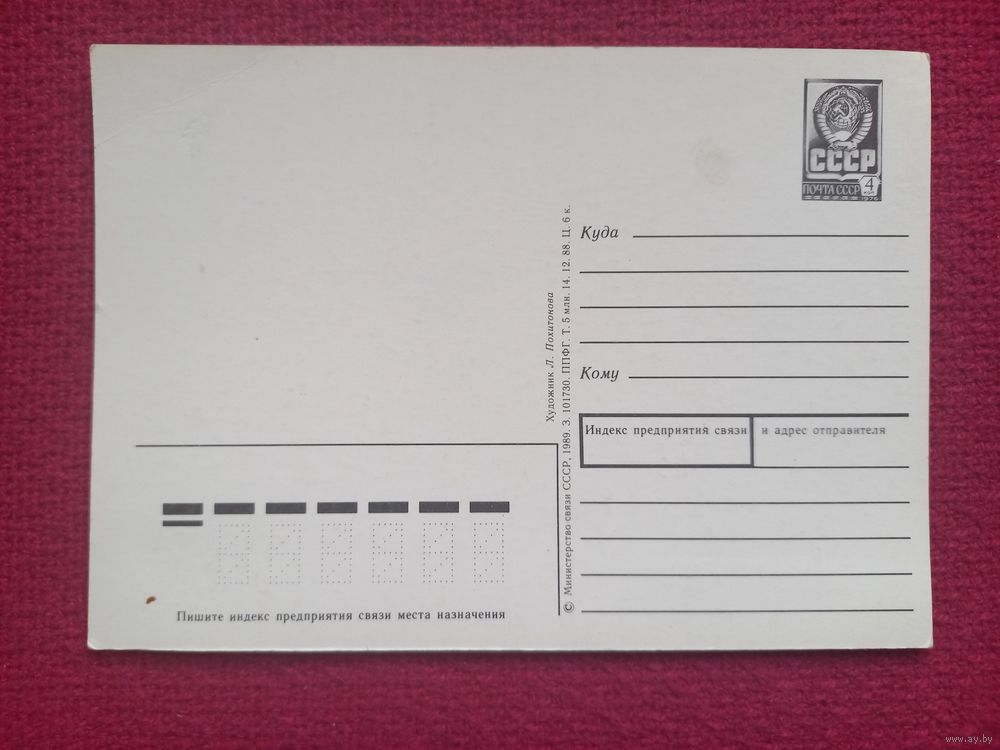 СССР
ПОЧТА СССР
4
КОП
1976
Куда
Кому
Индекс предприятия связи и адрес отправителя
Художник Л. Похитонова
© Министерство связи СССР, 1989. З. 101730. ППФГ. Т. 5 млн. 14. 12. 88. Ц. 6 к.
Пишите индекс предприятия связи места назначения
www.ay.by